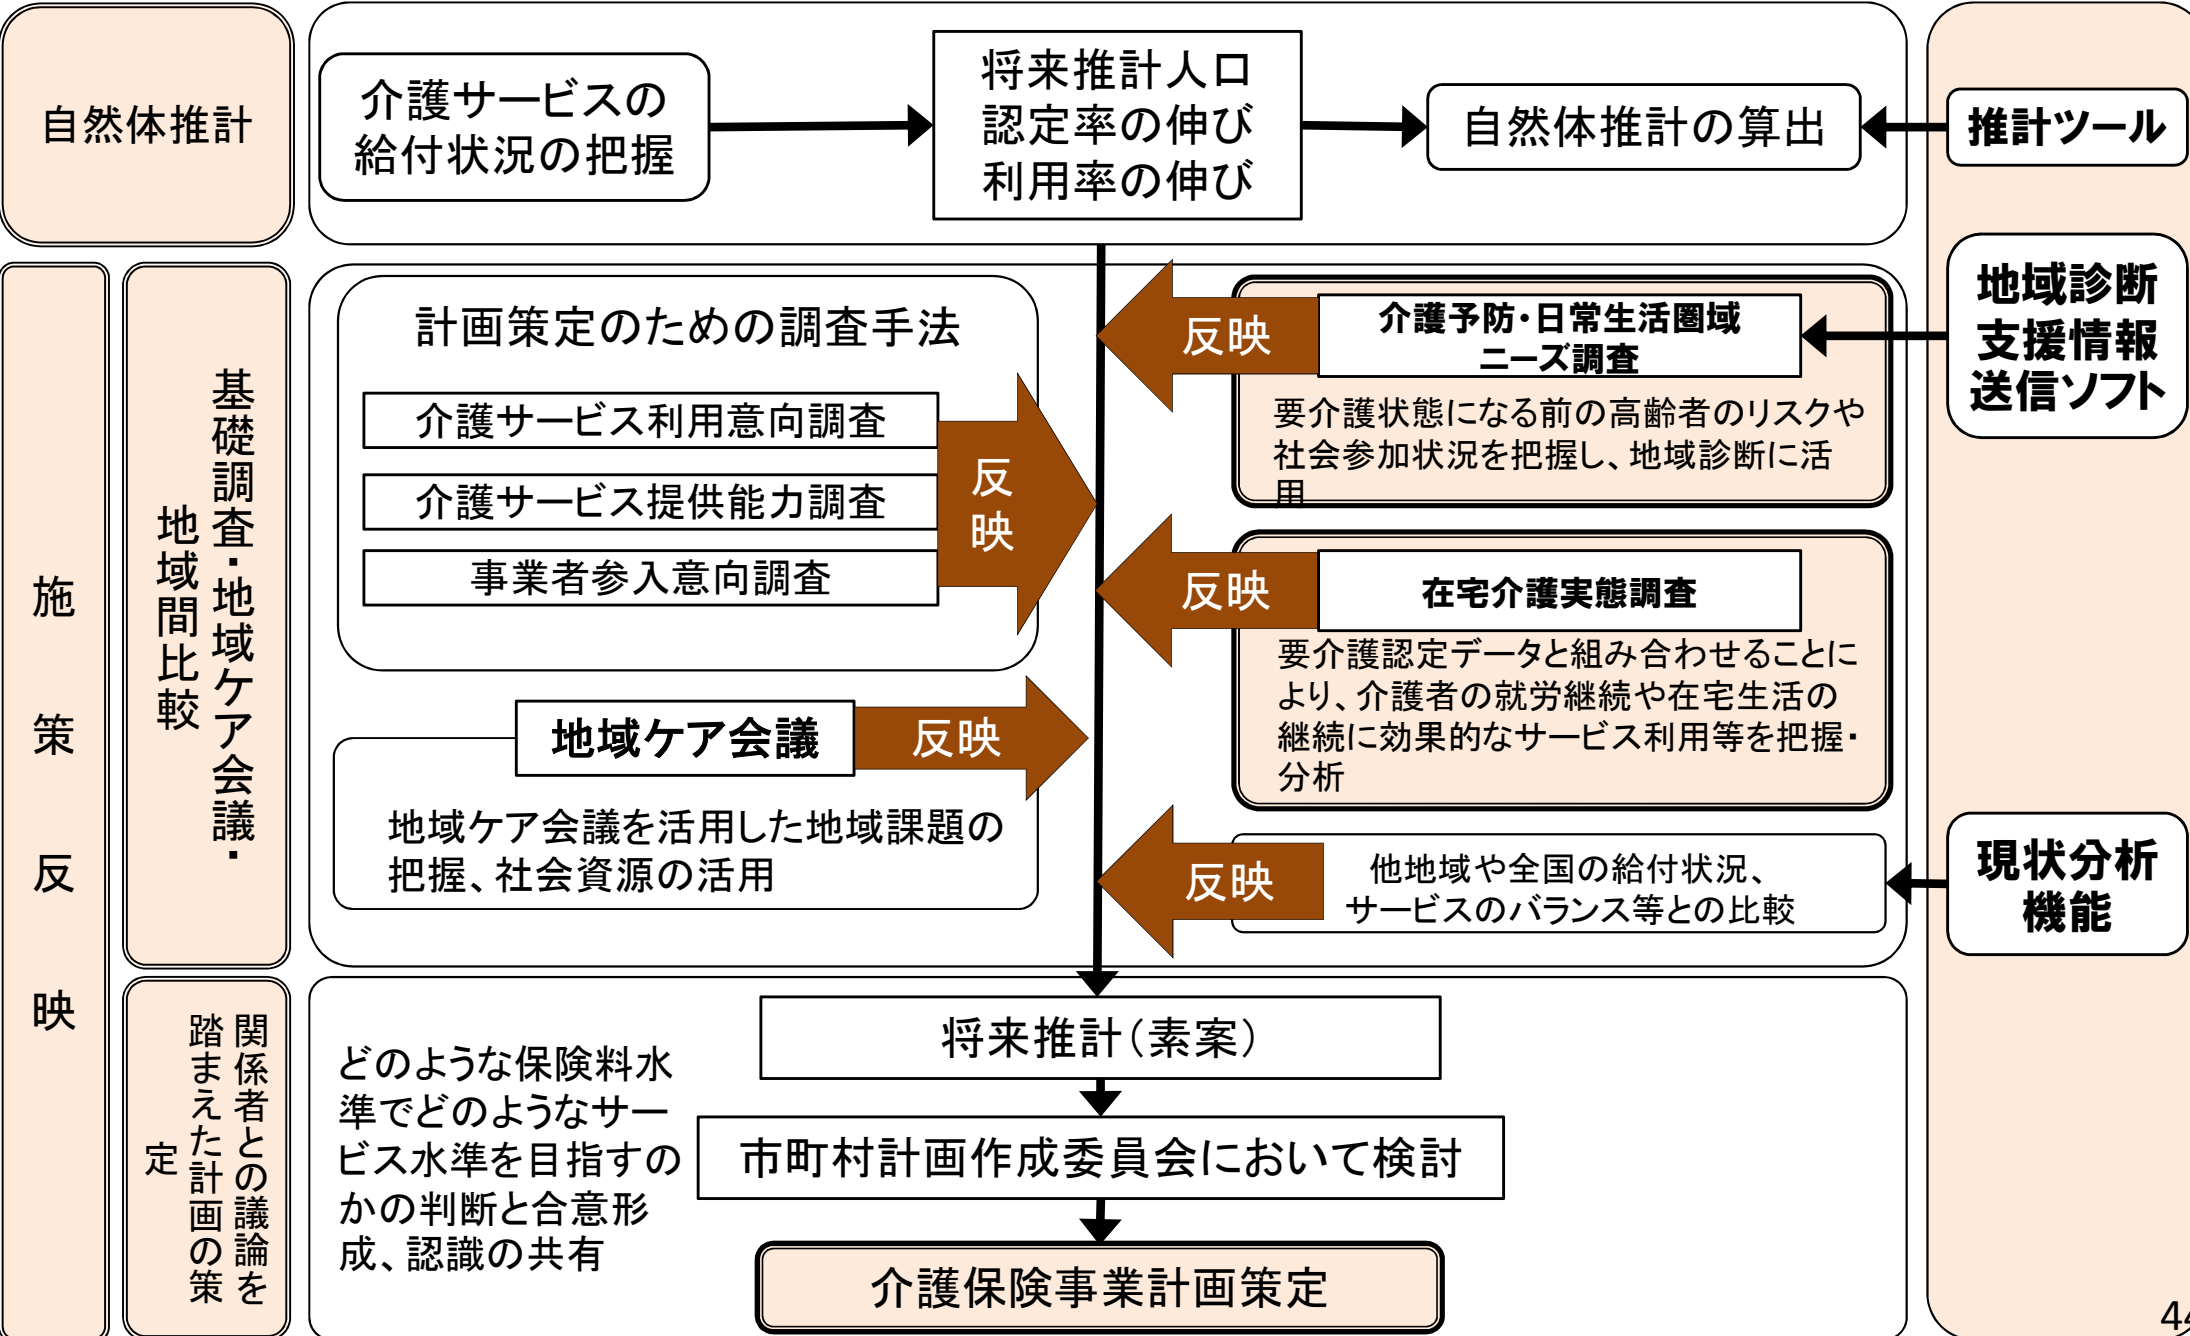 自然体推計
介護サービスの
給付状況の把握
将来推計人口
認定率の伸び
利用率の伸び
自然体推計の算出
推計ツール
施策反映
基礎調査・地域ケア会議・
地域間比較
計画策定のための調査手法
介護サービス利用意向調査
介護サービス提供能力調査
事業者参入意向調査
反
映
地域ケア会議
反映
地域ケア会議を活用した地域課題の
把握、社会資源の活用
反映
介護予防・日常生活圏域
ニーズ調査
要介護状態になる前の高齢者のリスクや
社会参加状況を把握し、地域診断に活
用
反映
在宅介護実態調査
要介護認定データと組み合わせることに
より、介護者の就労継続や在宅生活の
継続に効果的なサービス利用等を把握・
分析
反映
他地域や全国の給付状況、
サービスのバランス等との比較
地域診断
支援情報
送信ソフト
現状分析
機能
関係者との議論を
踏まえた計画の策
定
どのような保険料水
準でどのようなサー
ビス水準を目指すの
かの判断と合意形
成、認識の共有
将来推計（素案）
市町村計画作成委員会において検討
介護保険事業計画策定
44